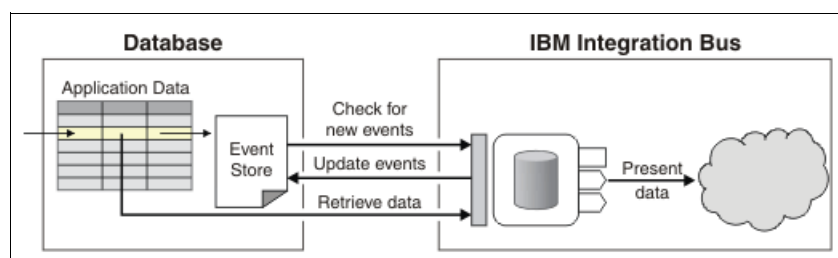 Database
IBM Integration Bus
Application Data
Event
Store
Check for
new events
Update events
Retrieve data
Present
data